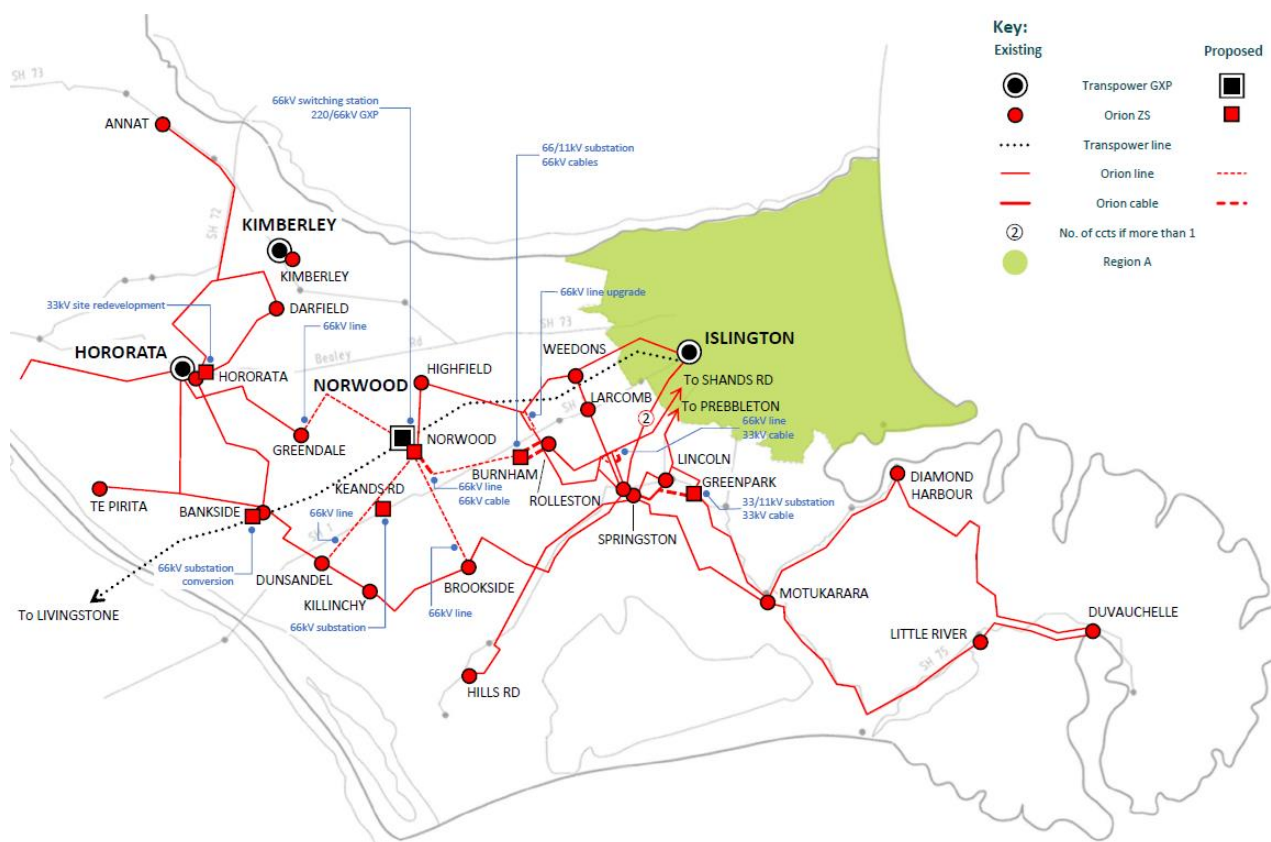 Key:
Existing
Proposed
Transpower GXP
Orion ZS
Transpower line
Orion line
Orion cable
2
No. of ccts if more than 1
Region A
SH 73
ANNAT
66kV switching station
220/66kV GXP
66/11kV substation
66kV cables
SH 72
KIMBERLEY
KIMBERLEY
33kV site redevelopment
DARFIELD
66kV line
66kV line upgrade
SH 73
Bealey Rd
HORORATA
HORORATA
NORWOOD
HIGHFIELD
WEEDONS
ISLINGTON
To SHANDS RD
LARCOMB
To PREBBLETON
2
66kV line
33kV cable
GREENDALE
NORWOOD
BURNHAM
ROLLESTON
LINCOLN
GREENPARK
DIAMOND
HARBOUR
TE PIRITA
BANKSIDE
KEANDS RD
66kV line
66kV cable
33/11kV substation
33kV cable
66kV line
SH 1
SPRINGSTON
66kV substation
conversion
DUNSANDEL
BROOKSIDE
MOTUKARARA
To LIVINGSTONE
KILLINCHY
66kV line
66kV substation
DUVAUCHELLE
LITTLE RIVER
SH 75
HILLS RD